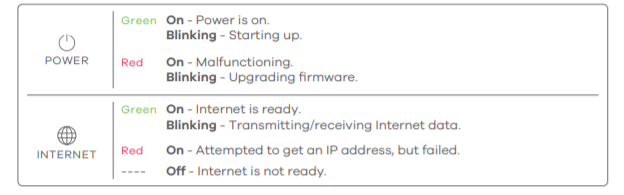 Green On - Power is on.
Blinking - Starting up.
POWER
Red On - Malfunctioning.
Blinking - Upgrading firmware.
Green On - Internet is ready.
Blinking - Transmitting/receiving Internet data.
INTERNET
Red On - Attempted to get an IP address, but failed.
---- Off - Internet is not ready.